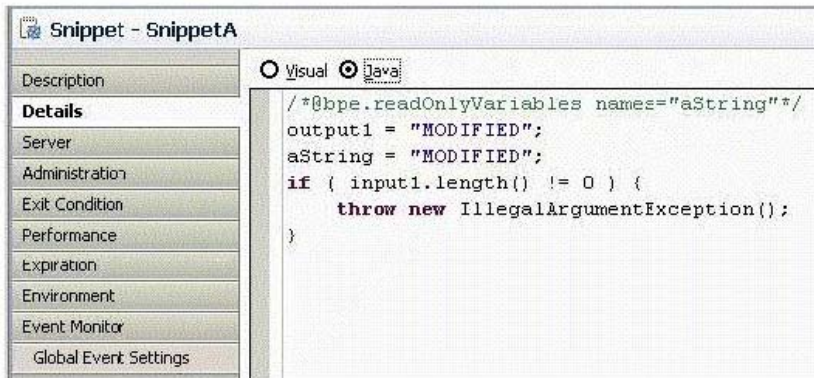 Snippet - SnippetA
Description
Details
Server
Administration
Exit Condition
Performance
Expiration
Environment
Event Monitor
Global Event Settings
Visual Java
/*@bpe.readOnlyVariables names="aString"*/
output1 = "MODIFIED";
aString = "MODIFIED";
if ( input1.length() != 0 ) {
    throw new IllegalArgumentException();
}